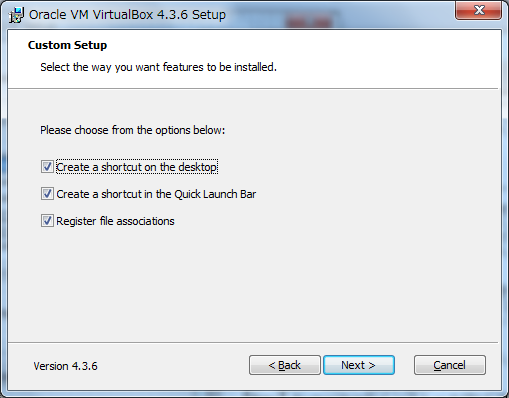 Oracle VM VirtualBox 4.3.6 Setup
Custom Setup
Select the way you want features to be installed.
Please choose from the options below:
Create a shortcut on the desktop
Create a shortcut in the Quick Launch Bar
Register file associations
Version 4.3.6
< Back
Next >
Cancel